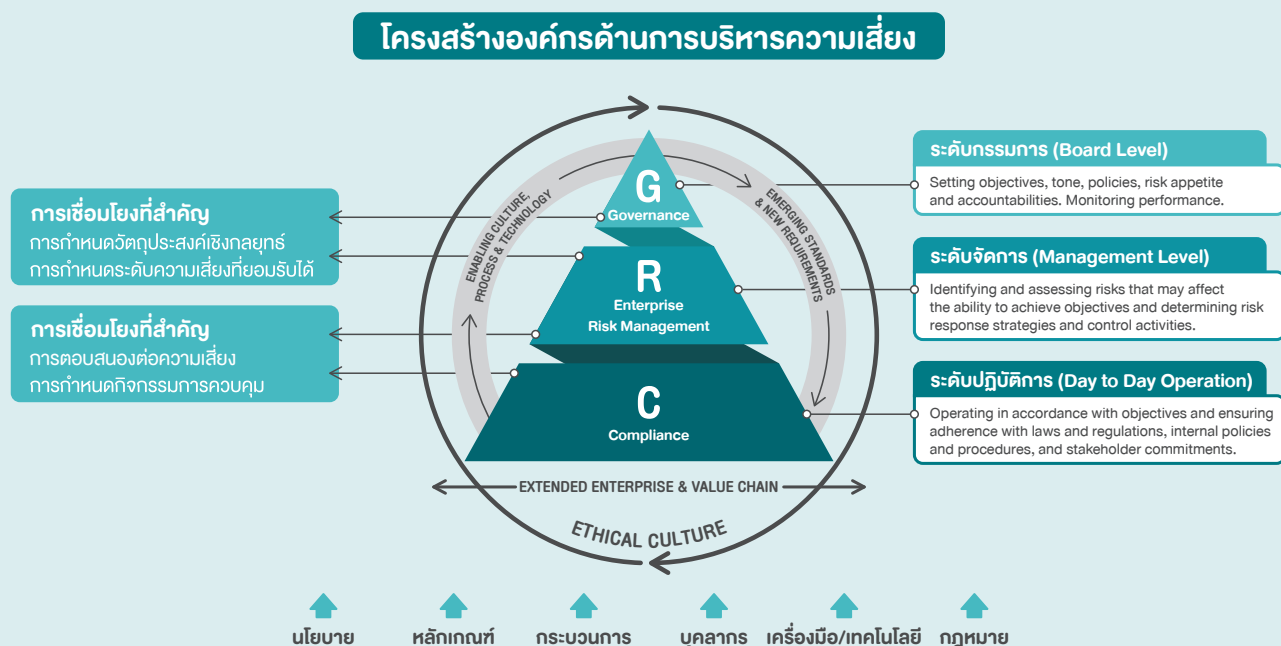 โครงสร้างองค์กรด้านการบริหารความเสี่ยง
การเชื่อมโยงที่สำคัญ
การกำหนดวัตถุประสงค์เชิงกลยุทธ์
การกำหนดระดับความเสี่ยงที่ยอมรับได้
การเชื่อมโยงที่สำคัญ
การตอบสนองต่อความเสี่ยง
การกำหนดกิจกรรมการควบคุม
ENABLING CULTURE,
PROCESS & TECHNOLOGY
EMERGING STANDARDS
& NEW REQUIREMENTS
G
Governance
R
Enterprise
Risk Management
C
Compliance
EXTENDED ENTERPRISE & VALUE CHAIN
ETHICAL CULTURE
ระดับกรรมการ (Board Level)
Setting objectives, tone, policies, risk appetite
and accountabilities. Monitoring performance.
ระดับจัดการ (Management Level)
Identifying and assessing risks that may affect
the ability to achieve objectives and determining risk
response strategies and control activities.
ระดับปฏิบัติการ (Day to Day Operation)
Operating in accordance with objectives and ensuring
adherence with laws and regulations, internal policies
and procedures, and stakeholder commitments.
นโยบาย หลักเกณฑ์ กระบวนการ บุคลากร เครื่องมือ/เทคโนโลยี กฎหมาย